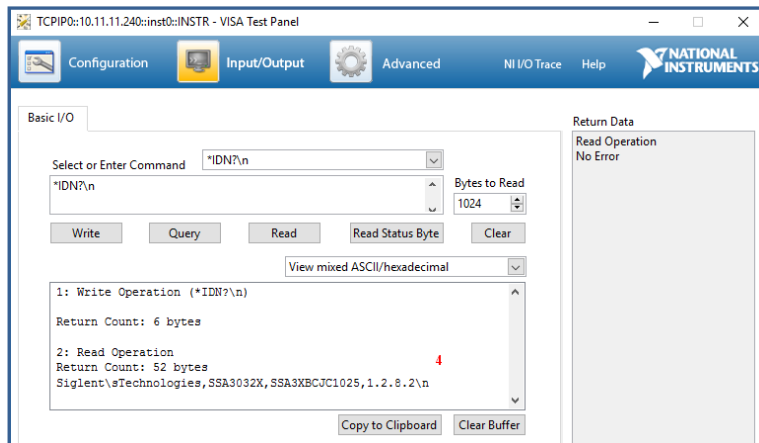 TCPIP0::10.11.11.240::inst0::INSTR - VISA Test Panel
Configuration
Input/Output
Advanced
NI I/O Trace
Help
NATIONAL
INSTRUMENTS
Basic I/O
Select or Enter Command
*IDN?\n
*IDN?\n
Bytes to Read
1024
Write
Query
Read
Read Status Byte
Clear
View mixed ASCII/hexadecimal
1: Write Operation (*IDN?\n)
Return Count: 6 bytes
2: Read Operation
4
Return Count: 52 bytes
Siglent\sTechnologies,SSA3032X,SSA3XBCJC1025,1.2.8.2\n
Copy to Clipboard
Clear Buffer
Return Data
Read Operation
No Error